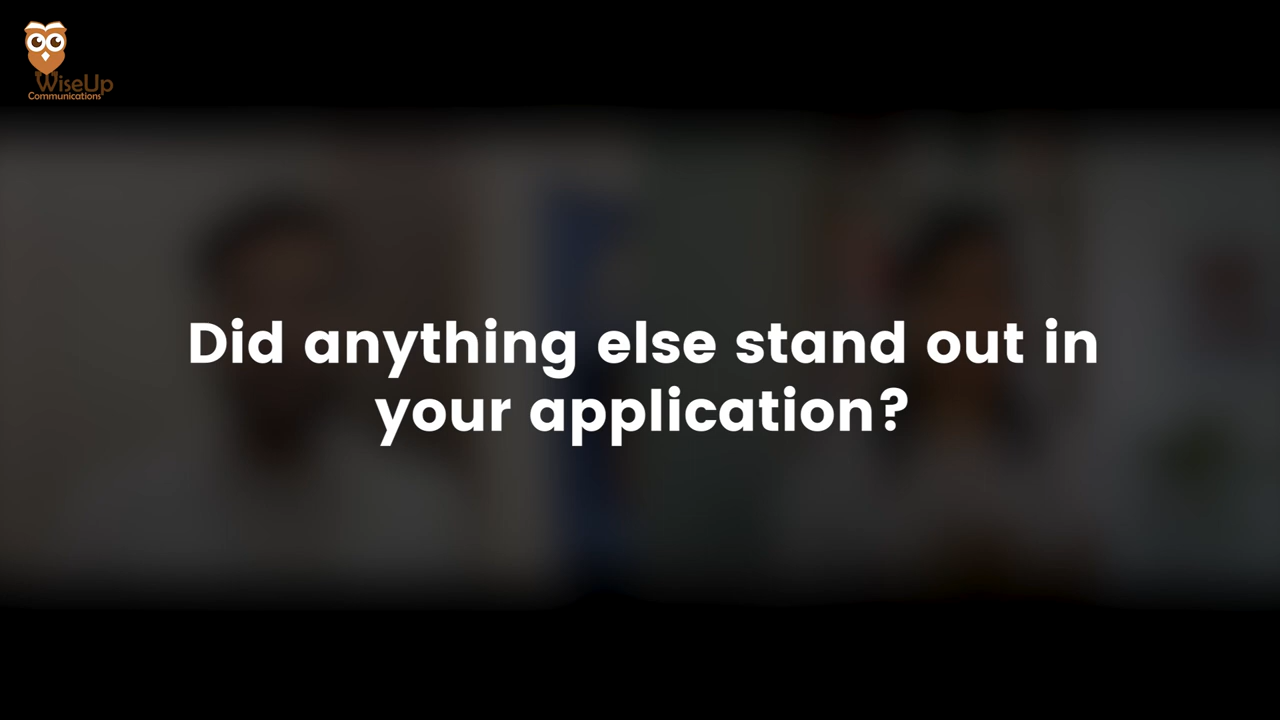 WiseUp
Communications
Did anything else stand out in
your application?